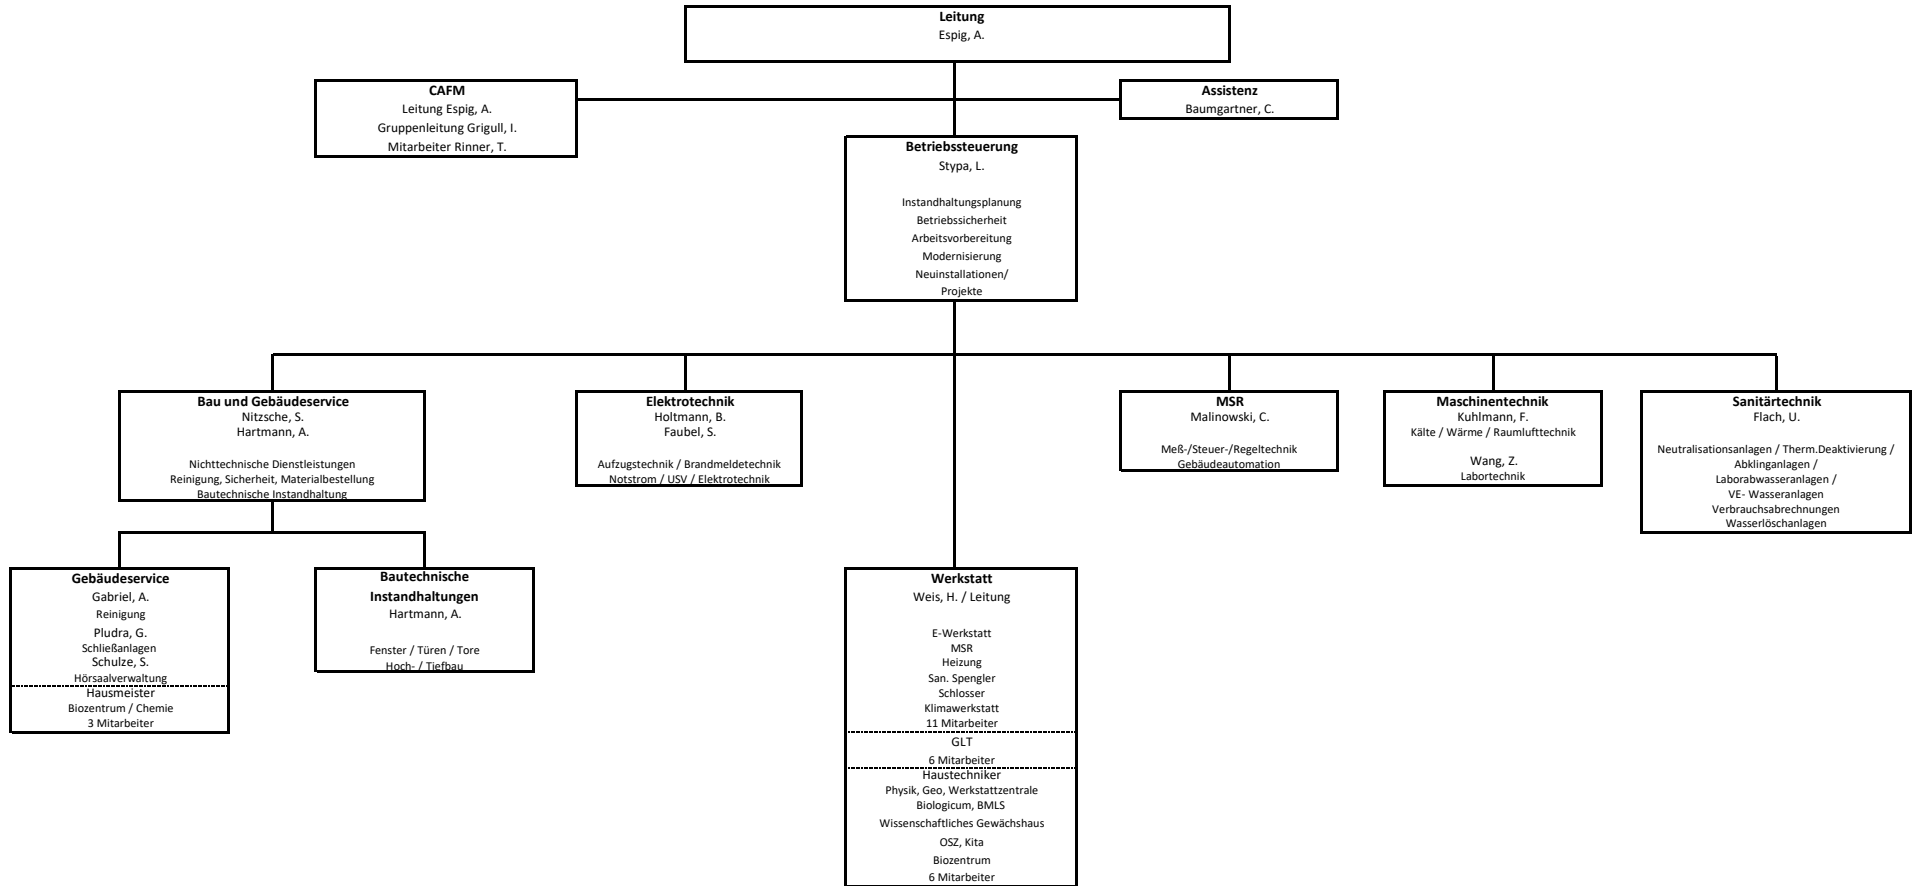 Leitung
Espig, A.
CAFM
Leitung Espig, A.
Gruppenleitung Grigull, I.
Mitarbeiter Rinner, T.
Assistenz
Baumgartner, C.
Betriebssteuerung
Stypa, L.
Instandhaltungsplanung
Betriebssicherheit
Arbeitsvorbereitung
Modernisierung
Neuinstallationen/
Projekte
Bau und Gebäudeservice
Nitzsche, S.
Hartmann, A.
Nichttechnische Dienstleistungen
Reinigung, Sicherheit, Materialbestellung
Bautechnische Instandhaltung
Elektrotechnik
Holtmann, B.
Faubel, S.
Aufzugstechnik / Brandmeldetechnik
Notstrom / USV / Elektrotechnik
MSR
Malinowski, C.
Meß-/Steuer-/Regeltechnik
Gebäudeautomation
Maschinentechnik
Kuhlmann, F.
Kälte / Wärme / Raumlufttechnik
Wang, Z.
Labortechnik
Sanitärtechnik
Flach, U.
Neutralisationsanlagen / Therm.Deaktivierung /
Abklinganlagen /
Laborabwasseranlagen /
VE- Wasseranlagen
Verbrauchsabrechnungen
Wasserlöschanlagen
Gebäudeservice
Gabriel, A.
Reinigung
Pludra, G.
Schließanlagen
Schulze, S.
Hörsaalverwaltung
Hausmeister
Biozentrum / Chemie
3 Mitarbeiter
Bautechnische
Instandhaltungen
Hartmann, A.
Fenster / Türen / Tore
Hoch- / Tiefbau
Werkstatt
Weis, H. / Leitung
E-Werkstatt
MSR
Heizung
San. Spengler
Schlosser
Klimawerkstatt
11 Mitarbeiter
GLT
6 Mitarbeiter
Haustechniker
Physik, Geo, Werkstattzentrale
Biologicum, BMLS
Wissenschaftliches Gewächshaus
OSZ, Kita
Biozentrum
6 Mitarbeiter